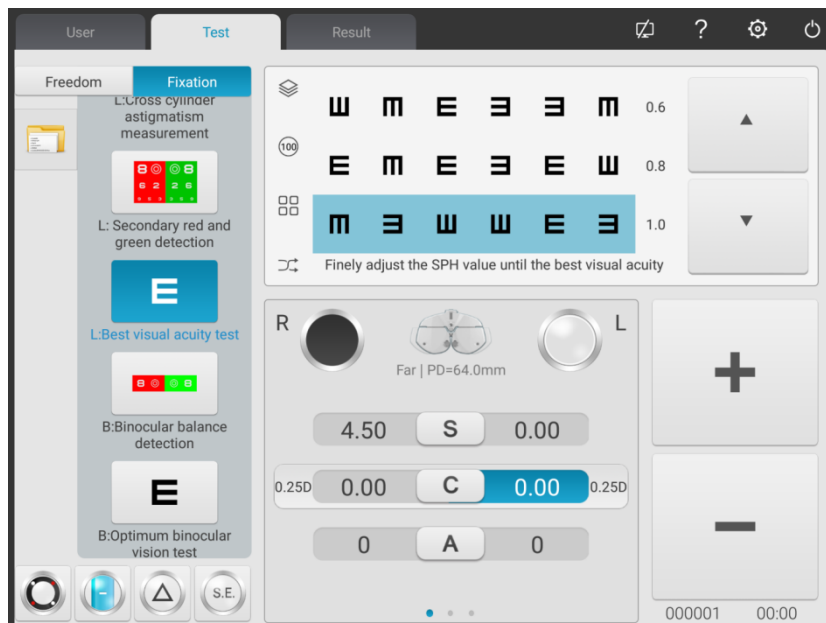 User
Test
Result
?
Freedom
Fixation
L:Cross cylinder
astigmatism
measurement
8 8
6 2 2 6
L: Secondary red and
green detection
E
L:Best visual acuity test
8 8
B:Binocular balance
detection
E
B:Optimum binocular
vision test
S.E.
100
Ш m E Ǝ Ǝ m 0.6
E m E Ǝ E Ш 0.8
m Ǝ Ш Ш E Ǝ 1.0
Finely adjust the SPH value until the best visual acuity
R
L
Far | PD=64.0mm
4.50 S 0.00
0.25D 0.00 C 0.00 0.25D
0 A 0
+
−
000001 00:00